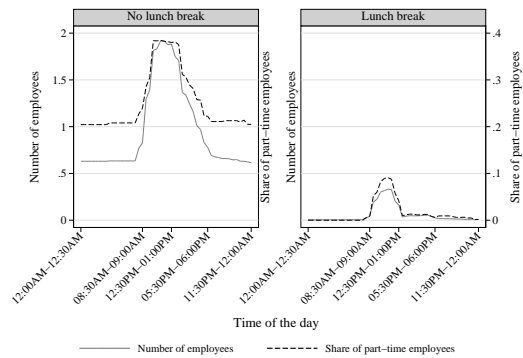 No lunch break
Lunch break
Number of employees
2
1.5
1
.5
0
Share of part−time employees
Number of employees
.4
.3
.2
.1
0
Share of part−time employees
12:00AM−12:30AM
08:30AM−09:00AM
12:30PM−01:00PM
05:30PM−06:00PM
11:30PM−12:00AM
12:00AM−12:30AM
08:30AM−09:00AM
12:30PM−01:00PM
05:30PM−06:00PM
11:30PM−12:00AM
Time of the day
Number of employees
Share of part−time employees